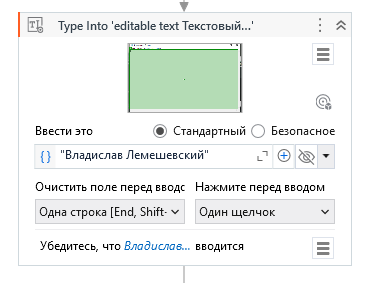 Type Into 'editable text Текстовый...'
Ввести это
Стандартный
Безопасное
"Владислав Лемешевский"
Очистить поле перед вводс
Нажмите перед вводом
Одна строка [End, Shift-
Один щелчок
Убедитесь, что Владислав... вводится